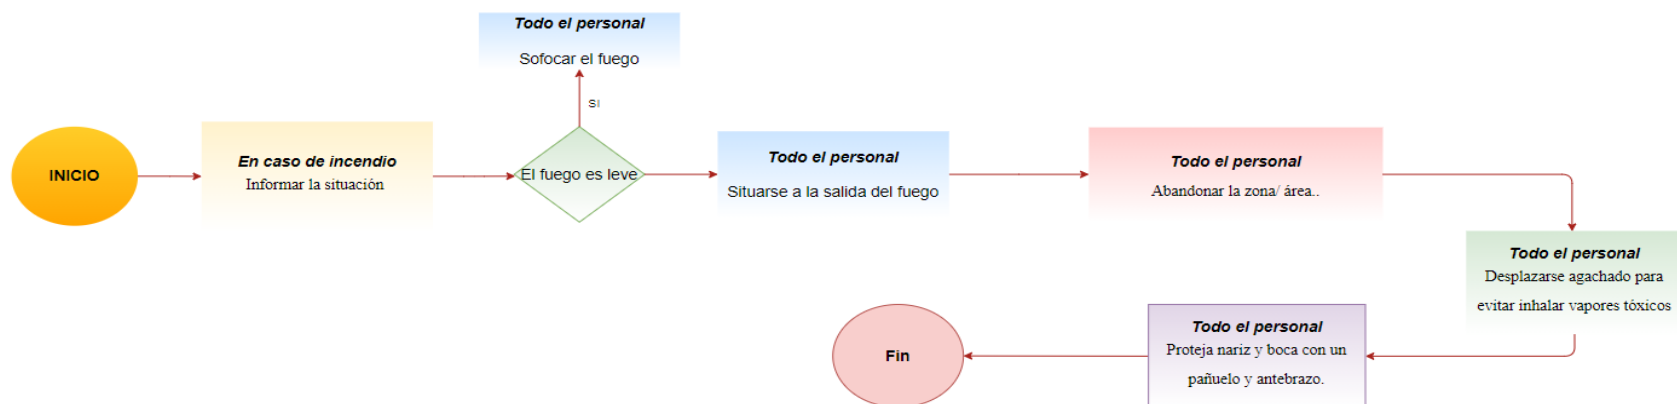 INICIO
En caso de incendio
Informar la situación
El fuego es leve
SI
Todo el personal
Sofocar el fuego
Todo el personal
Situarse a la salida del fuego
Todo el personal
Abandonar la zona/ área..
Todo el personal
Desplazarse agachado para
evitar inhalar vapores tóxicos
Todo el personal
Proteja nariz y boca con un
pañuelo y antebrazo.
Fin